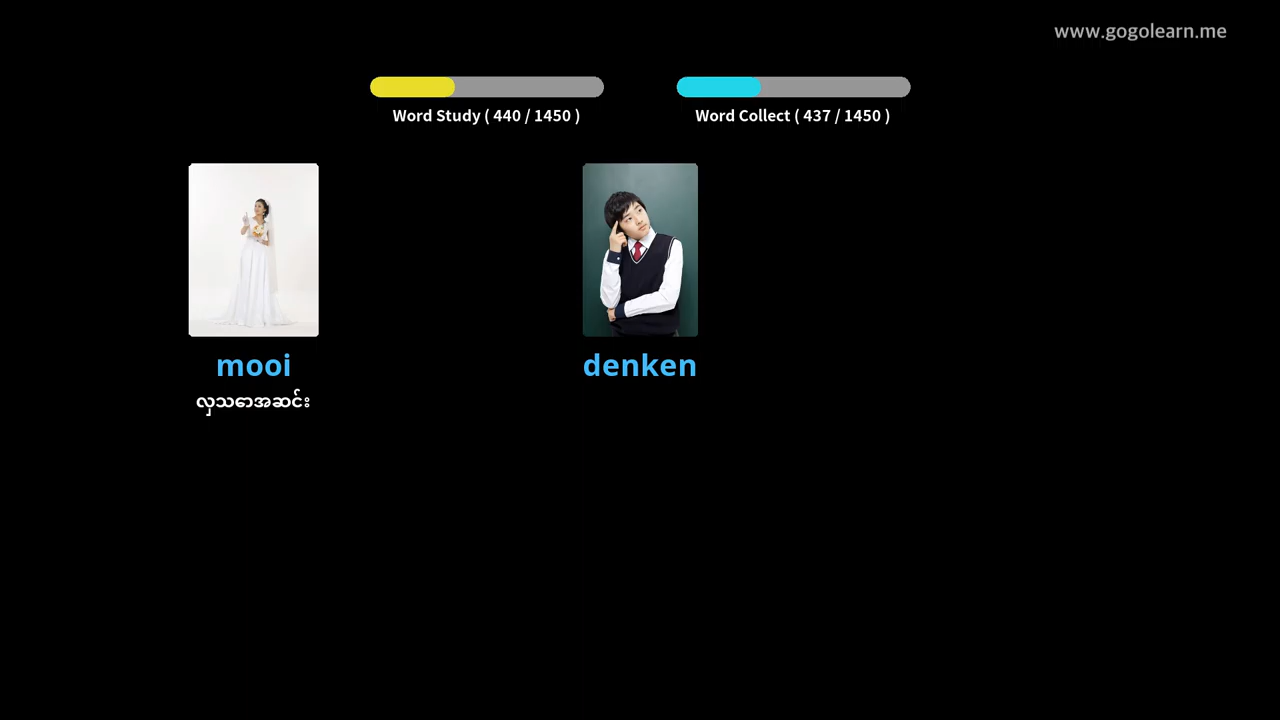 www.gogolearn.me
Word Study ( 440 / 1450 )
Word Collect ( 437 / 1450 )
mooi
denken
လှသောအဆင်း